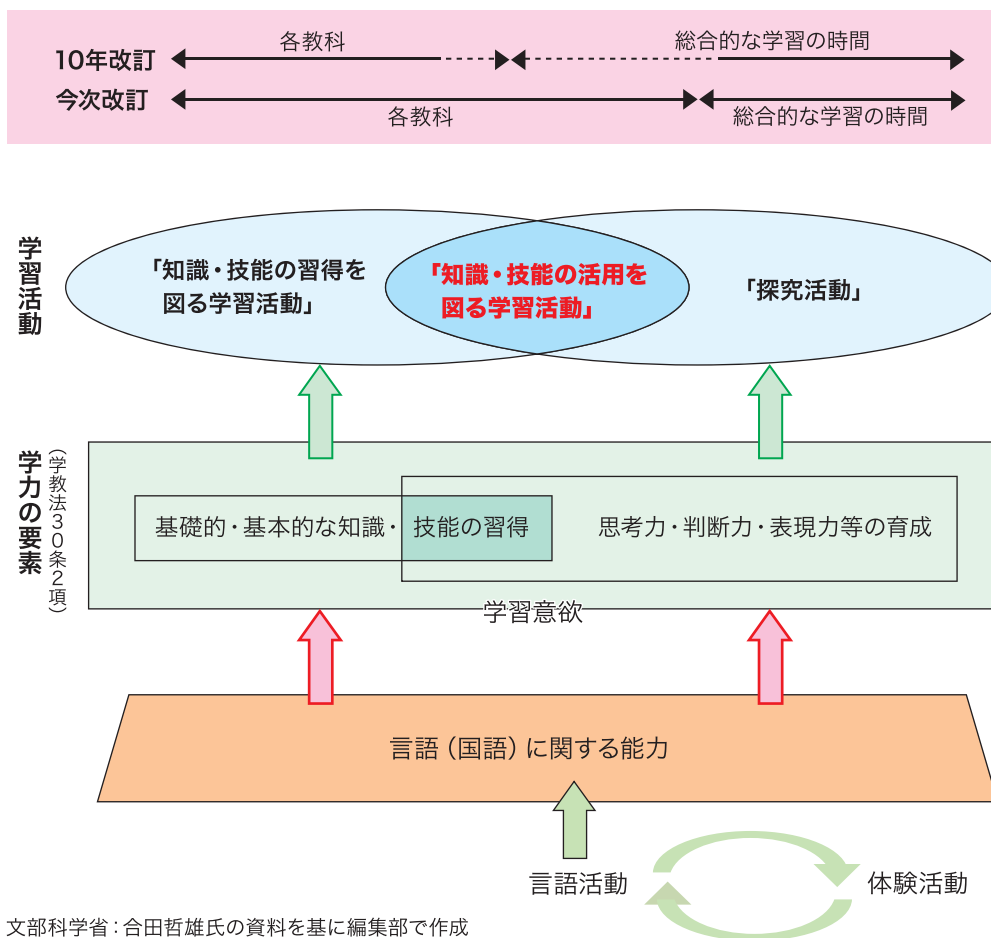 各教科
総合的な学習の時間
10年改訂
今次改訂
各教科
総合的な学習の時間
学習活動
「知識・技能の習得を
図る学習活動」
「知識・技能の活用を
図る学習活動」
「探究活動」
学力の要素
（学教法30条2項）
基礎的・基本的な知識・技能の習得
思考力・判断力・表現力等の育成
学習意欲
言語（国語）に関する能力
言語活動
体験活動
文部科学省：合田哲雄氏の資料を基に編集部で作成